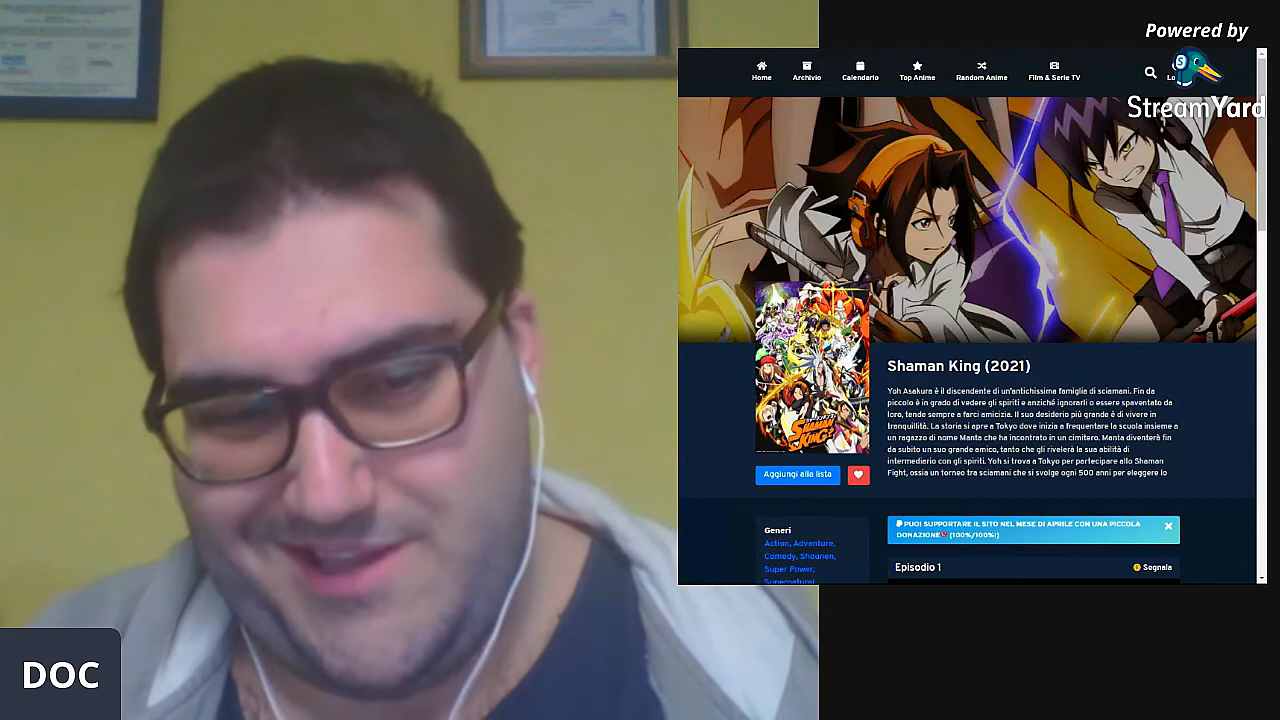 Powered by
StreamYard
Home
Archivio
Calendario
Top Anime
Random Anime
Film & Serie TV
Lo
SHAMAN
KING
Shaman King (2021)
Yoh Asakura è il discendente di un'antichissima famiglia di sciamani. Fin da
piccolo è in grado di vedere gli spiriti e anziché ignorarli o essere spaventato da
loro, tende sempre a farci amicizia. Il suo desiderio più grande è di vivere in
tranquillità. La storia si apre a Tokyo dove inizia a frequentare la scuola insieme a
un ragazzo di nome Manta che ha incontrato in un cimitero. Manta diventerà fin
da subito un suo grande amico, tanto che gli rivelerà la sua abilità di
intermediario con gli spiriti. Yoh si trova a Tokyo per partecipare allo Shaman
Fight, ossia un torneo tra sciamani che si svolge ogni 500 anni per eleggere lo
Aggiungi alla lista
Generi
Action, Adventure,
Comedy, Shounen,
Super Power,
Supernatural
PUOI SUPPORTARE IL SITO NEL MESE DI APRILE CON UNA PICCOLA
DONAZIONE (100%/100%!)
Episodio 1
Segnala
DOC